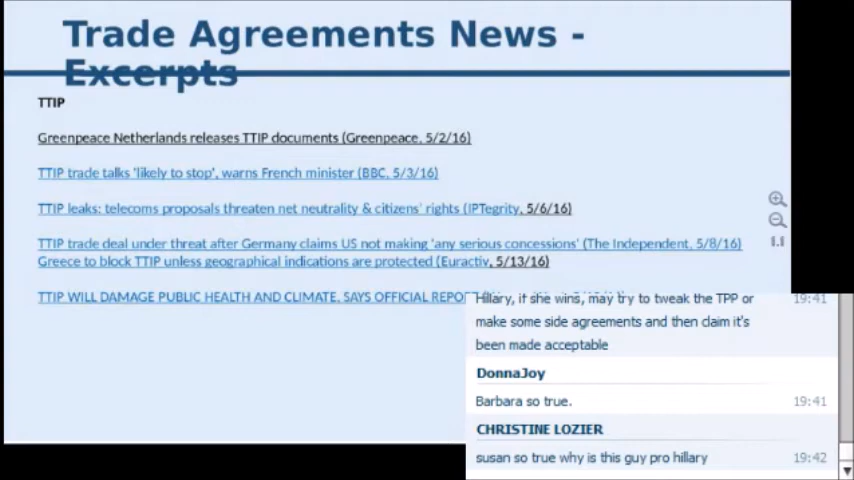 Trade Agreements News -
Excerpts
TTIP
Greenpeace Netherlands releases TTIP documents (Greenpeace, 5/2/16)
TTIP trade talks 'likely to stop', warns French minister (BBC, 5/3/16)
TTIP leaks: telecoms proposals threaten net neutrality & citizens' rights (IPTegrity, 5/6/16)
TTIP trade deal under threat after Germany claims US not making 'any serious concessions' (The Independent, 5/8/16)
Greece to block TTIP unless geographical indications are protected (Euractiv, 5/13/16)
TTIP WILL DAMAGE PUBLIC HEALTH AND CLIMATE, SAYS OFFICIAL REPORT
1:1
Hillary, if she wins, may try to tweak the TPP or 19:41
make some side agreements and then claim it's
been made acceptable
DonnaJoy
Barbara so true. 19:41
CHRISTINE LOZIER
susan so true why is this guy pro hillary 19:42